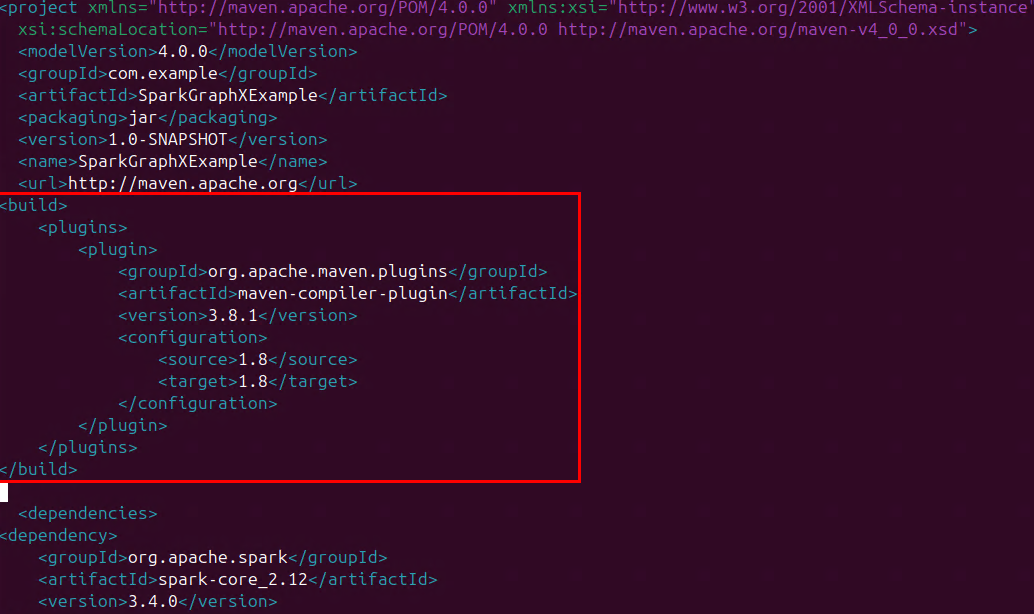 <project xmlns="http://maven.apache.org/POM/4.0.0" xmlns:xsi="http://www.w3.org/2001/XMLSchema-instance"
  xsi:schemaLocation="http://maven.apache.org/POM/4.0.0 http://maven.apache.org/maven-v4_0_0.xsd">
  <modelVersion>4.0.0</modelVersion>
  <groupId>com.example</groupId>
  <artifactId>SparkGraphXExample</artifactId>
  <packaging>jar</packaging>
  <version>1.0-SNAPSHOT</version>
  <name>SparkGraphXExample</name>
  <url>http://maven.apache.org</url>
<build>
    <plugins>
        <plugin>
            <groupId>org.apache.maven.plugins</groupId>
            <artifactId>maven-compiler-plugin</artifactId>
            <version>3.8.1</version>
            <configuration>
                <source>1.8</source>
                <target>1.8</target>
            </configuration>
        </plugin>
    </plugins>
</build>
  <dependencies>
<dependency>
    <groupId>org.apache.spark</groupId>
    <artifactId>spark-core_2.12</artifactId>
    <version>3.4.0</version>